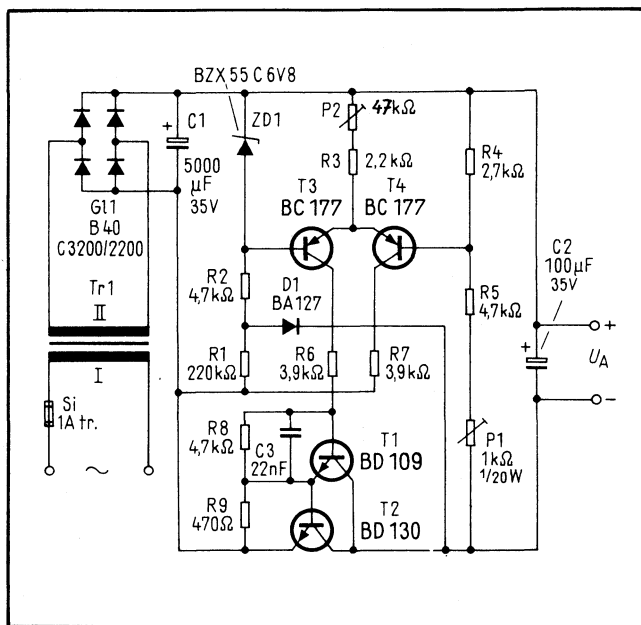 BZX 55 C 6V8
ZD1
+
C1
5000
µF
35V
Gl1
B 40
C3200/2200
Tr1
II
I
Si
1A tr.
~
P2
47kΩ
R3
2,2kΩ
T3
BC 177
T4
BC 177
R4
2,7kΩ
R2
4,7kΩ
D1
BA127
R5
4,7kΩ
C2
100µF
35V
+
+
UA
−
R1
220kΩ
R6
3,9kΩ
R7
3,9kΩ
R8
4,7kΩ
C3
22nF
T1
BD 109
P1
1kΩ
1/20W
R9
470Ω
T2
BD 130